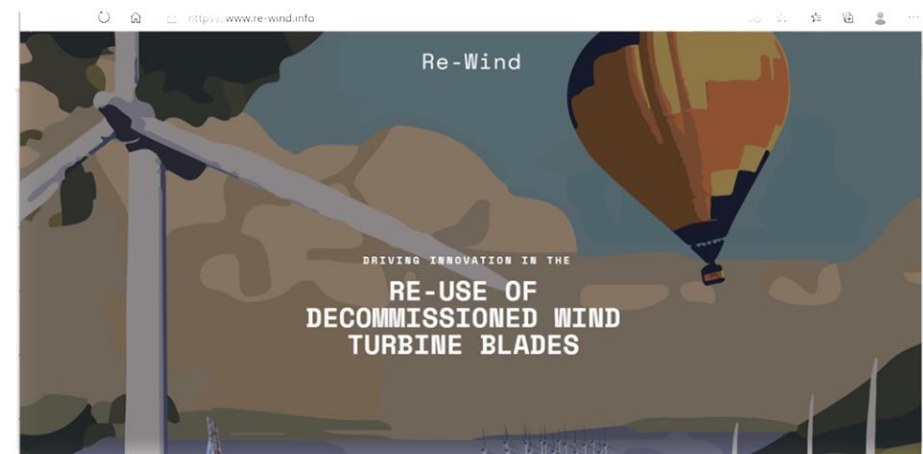 https://www.re-wind.info
Re-Wind
DRIVING INNOVATION IN THE
RE-USE OF
DECOMMISSIONED WIND
TURBINE BLADES